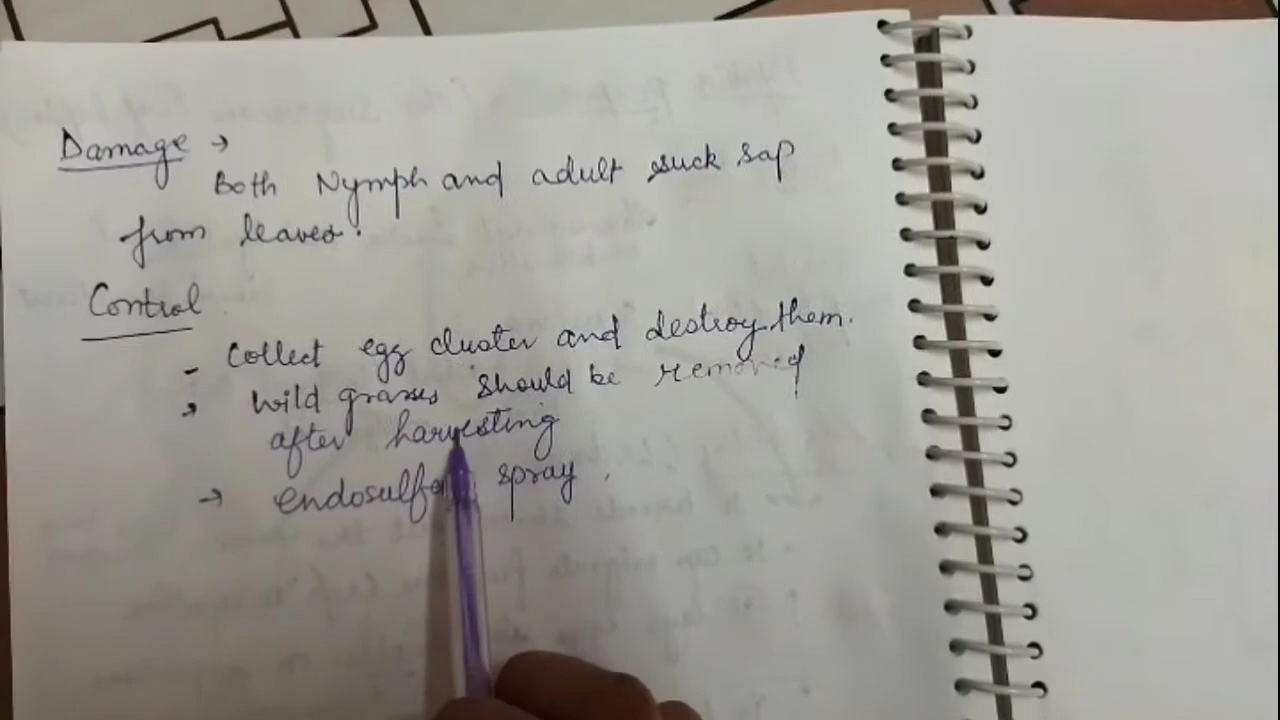 Damage →
Both Nymph and adult suck sap
from leaves.
Control
- Collect egg cluster and destroy them.
→ Wild grasses should be removed
after harvesting
→ endosulfa spray.